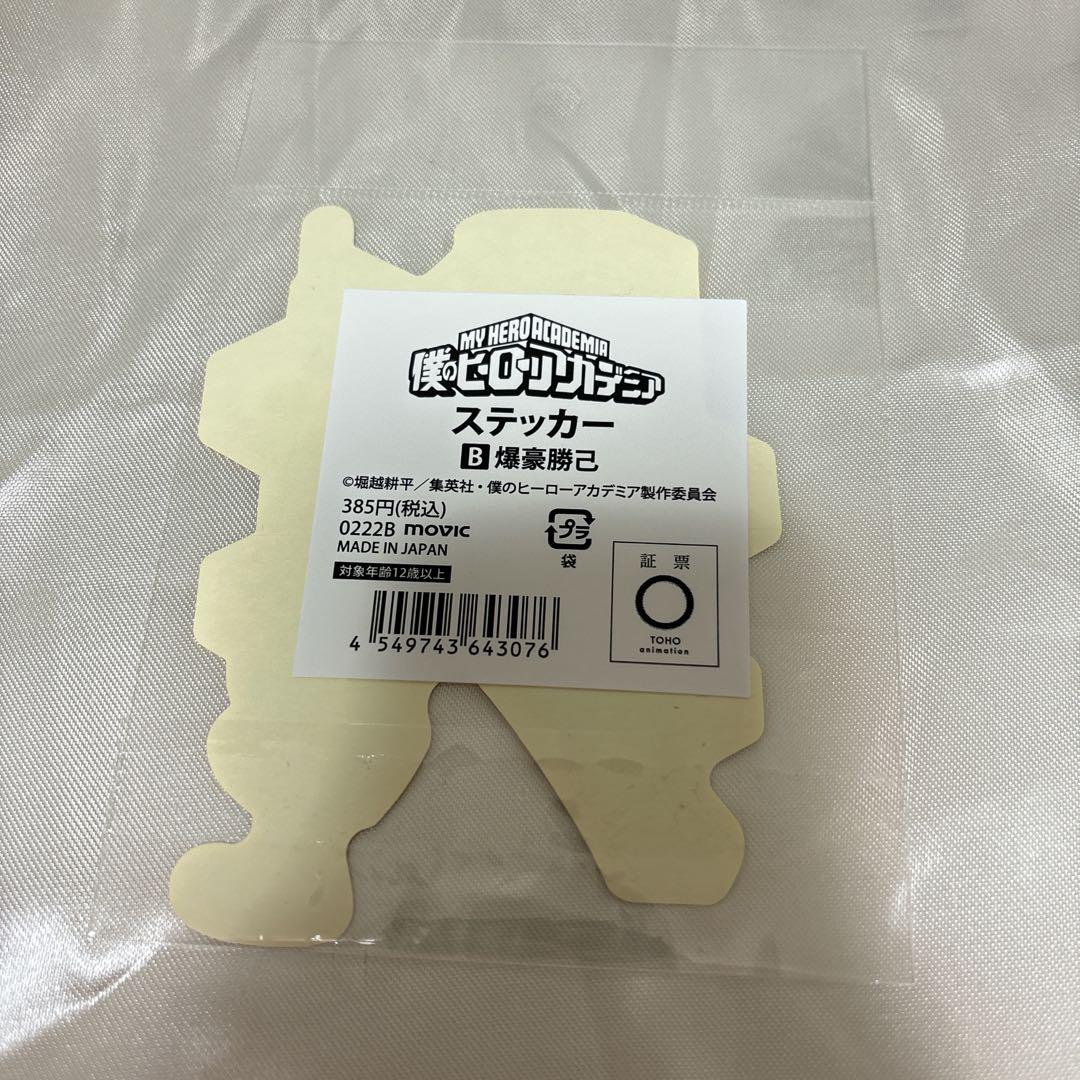 MY HERO ACADEMIA
僕のヒーローアカデミア
ステッカー
B 爆豪勝己
©堀越耕平／集英社・僕のヒーローアカデミア製作委員会
385円(税込)
0222B movic
MADE IN JAPAN
対象年齢12歳以上
プラ
袋
証票
TOHO
animation
4 549743 643076